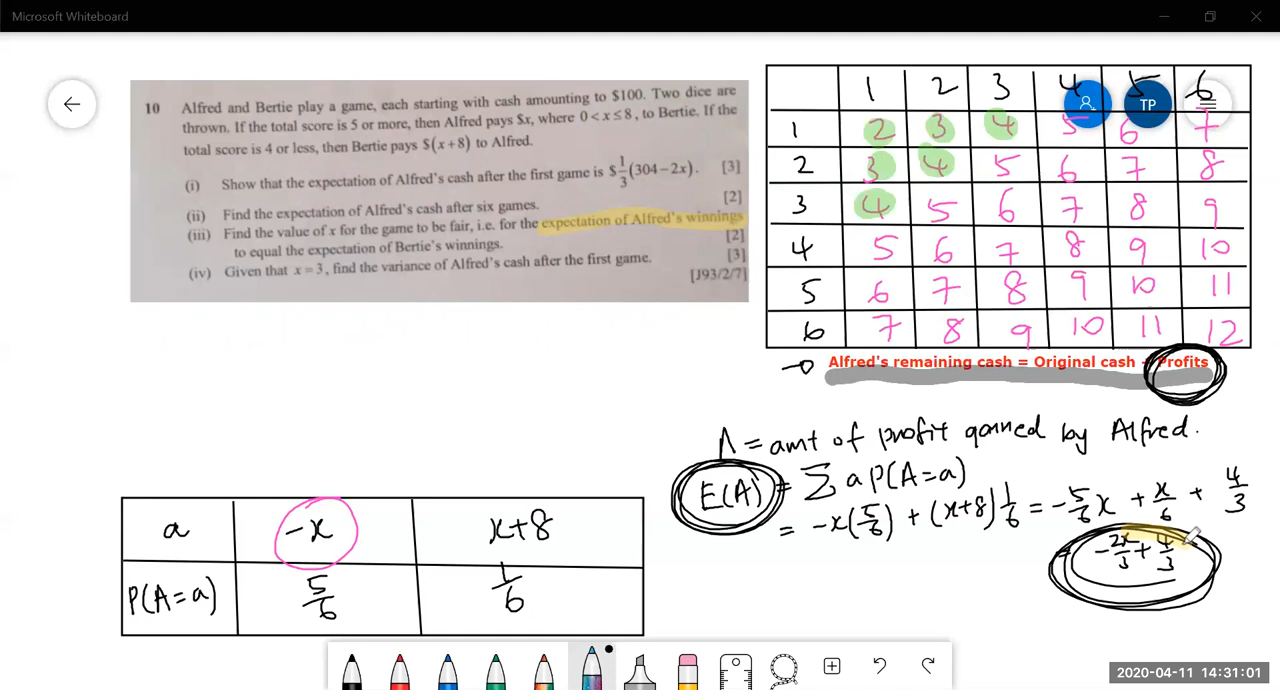 Microsoft Whiteboard
10 Alfred and Bertie play a game, each starting with cash amounting to $100. Two dice are
thrown. If the total score is 5 or more, then Alfred pays $x, where 0 < x ≤ 8, to Bertie. If the
total score is 4 or less, then Bertie pays $(x+8) to Alfred.
(i) Show that the expectation of Alfred's cash after the first game is $1/3(304−2x). [3]
(ii) Find the expectation of Alfred's cash after six games. [2]
(iii) Find the value of x for the game to be fair, i.e. for the expectation of Alfred's winnings
to equal the expectation of Bertie's winnings. [2]
(iv) Given that x = 3, find the variance of Alfred's cash after the first game. [3]
[J93/2/7]
1 2 3 4 5 6
TP
1 2 3 4 5 6 7
2 3 4 5 6 7 8
3 4 5 6 7 8 9
4 5 6 7 8 9 10
5 6 7 8 9 10 11
6 7 8 9 10 11 12
Alfred's remaining cash = Original cash + Profits
A = amt of profit gained by Alfred.
E(A) = Σ a P(A=a)
= −x(5/6) + (x+8)1/6 = −5/6x + x/6 + 4/3
= −2x/3 + 4/3
a −x x+8
P(A=a) 5/6 1/6
2020-04-11 14:31:01